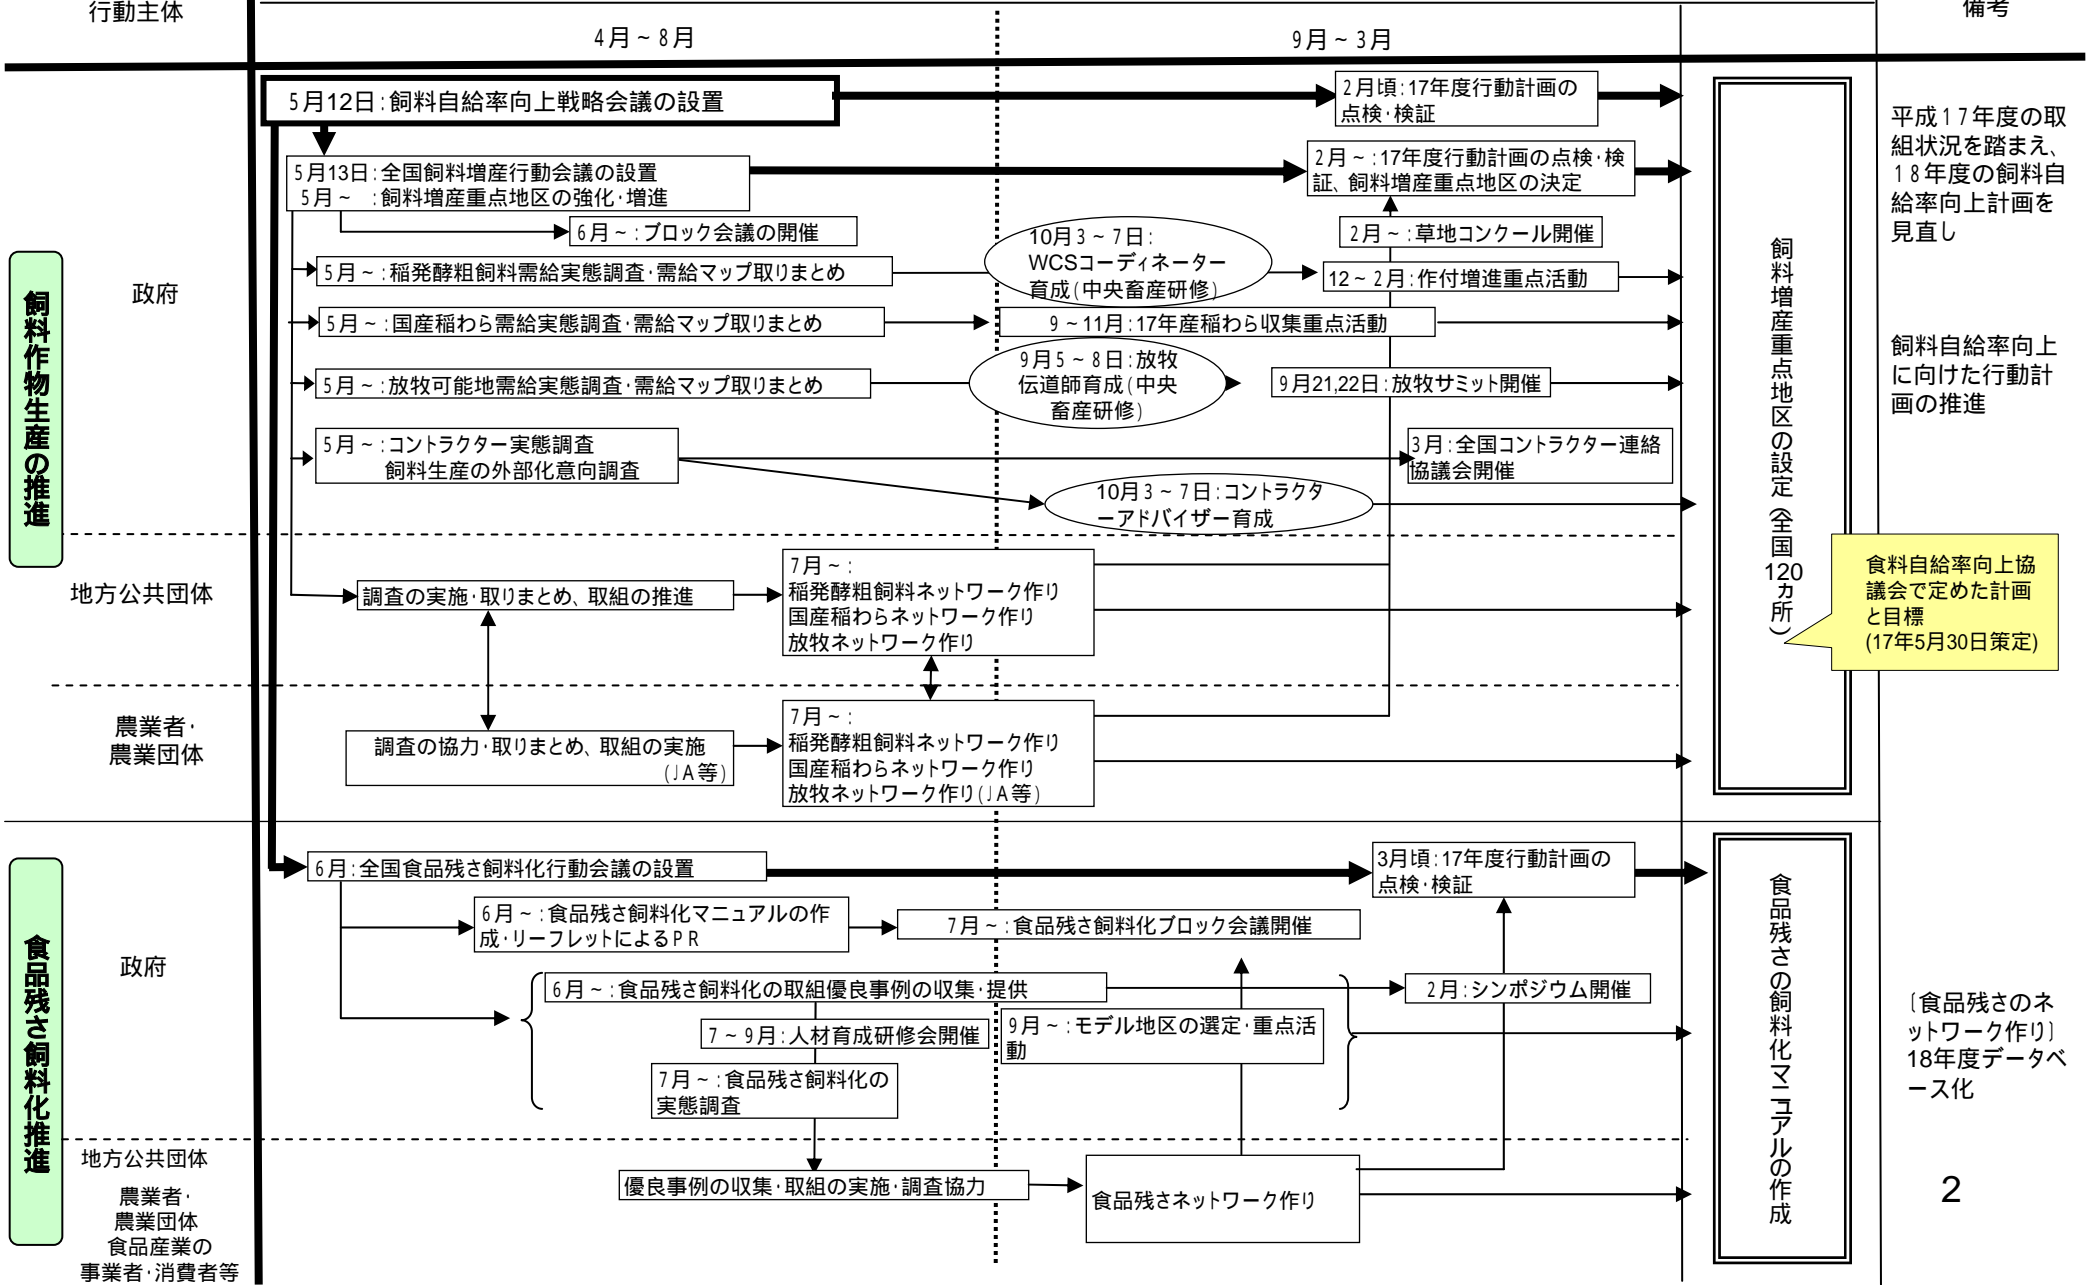 行動主体
4月~8月
9月~3月
備考
飼料作物生産の推進
政府
5月12日:飼料自給率向上戦略会議の設置
2月頃:17年度行動計画の
点検・検証
5月13日:全国飼料増産行動会議の設置
5月~ :飼料増産重点地区の強化・増進
2月~:17年度行動計画の点検・検
証、飼料増産重点地区の決定
6月~:ブロック会議の開催
2月~:草地コンクール開催
5月~:稲発酵粗飼料需給実態調査・需給マップ取りまとめ
10月3~7日:
WCSコーディネーター
育成(中央畜産研修)
12~2月:作付増進重点活動
5月~:国産稲わら需給実態調査・需給マップ取りまとめ
9~11月:17年産稲わら収集重点活動
5月~:放牧可能地需給実態調査・需給マップ取りまとめ
9月5~8日:放牧
伝道師育成(中央
畜産研修)
9月21,22日:放牧サミット開催
5月~:コントラクター実態調査
飼料生産の外部化意向調査
3月:全国コントラクター連絡
協議会開催
10月3~7日:コントラクタ
ーアドバイザー育成
地方公共団体
調査の実施・取りまとめ、取組の推進
7月~:
稲発酵粗飼料ネットワーク作り
国産稲わらネットワーク作り
放牧ネットワーク作り
農業者・
農業団体
調査の協力・取りまとめ、取組の実施
(JA等)
7月~:
稲発酵粗飼料ネットワーク作り
国産稲わらネットワーク作り
放牧ネットワーク作り(JA等)
飼料増産重点地区の設定(全国120ヵ所)
平成17年度の取
組状況を踏まえ、
18年度の飼料自
給率向上計画を
見直し
飼料自給率向上
に向けた行動計
画の推進
食料自給率向上協
議会で定めた計画
と目標
(17年5月30日策定)
食品残さ飼料化推進
政府
6月:全国食品残さ飼料化行動会議の設置
3月頃:17年度行動計画の
点検・検証
6月~:食品残さ飼料化マニュアルの作
成・リーフレットによるPR
7月~:食品残さ飼料化ブロック会議開催
6月~:食品残さ飼料化の取組優良事例の収集・提供
2月:シンポジウム開催
7~9月:人材育成研修会開催
9月~:モデル地区の選定・重点活
動
7月~:食品残さ飼料化の
実態調査
地方公共団体
農業者・
農業団体
食品産業の
事業者・消費者等
優良事例の収集・取組の実施・調査協力
食品残さネットワーク作り
食品残さの飼料化マニュアルの作成
〔食品残さのネ
ットワーク作り〕
18年度データベ
ース化
2